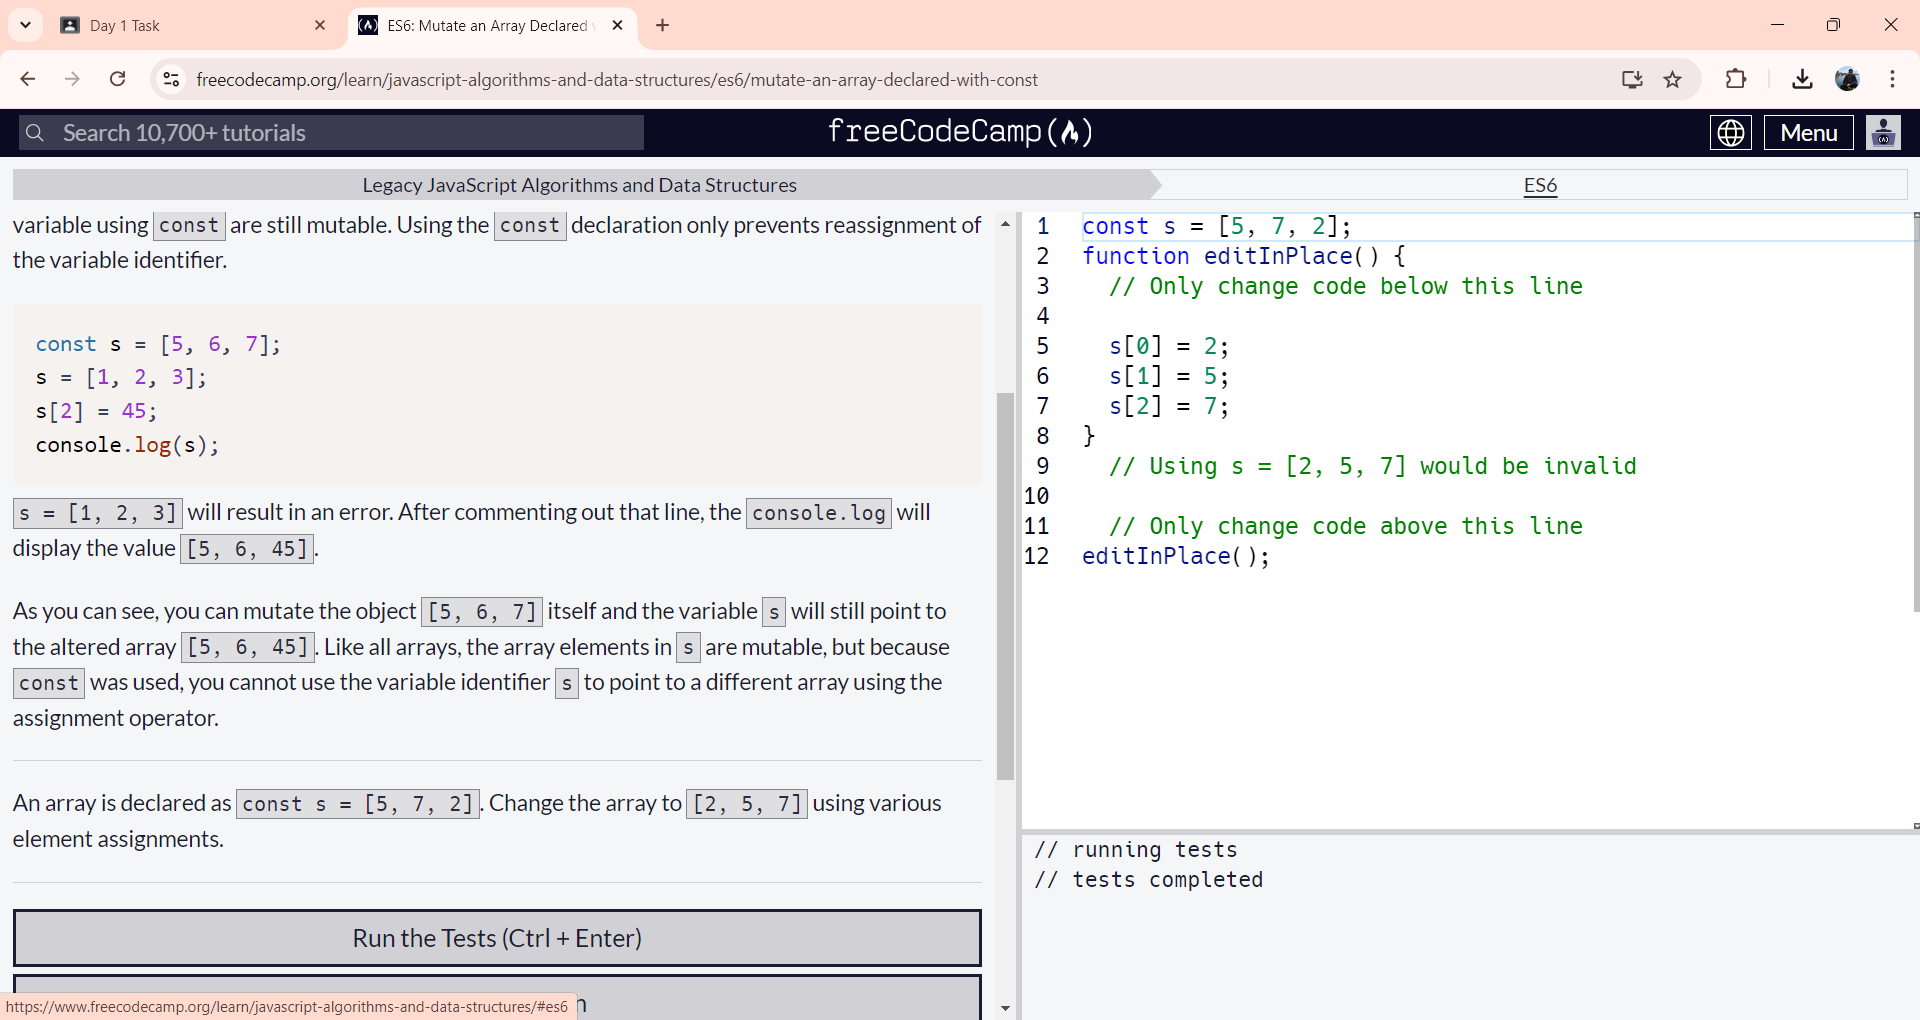 Day 1 Task
ES6: Mutate an Array Declared
freecodecamp.org/learn/javascript-algorithms-and-data-structures/es6/mutate-an-array-declared-with-const
Search 10,700+ tutorials
freeCodeCamp(🔥)
Menu
Legacy JavaScript Algorithms and Data Structures
ES6
variable using const are still mutable. Using the const declaration only prevents reassignment of
the variable identifier.
const s = [5, 6, 7];
s = [1, 2, 3];
s[2] = 45;
console.log(s);
s = [1, 2, 3] will result in an error. After commenting out that line, the console.log will
display the value [5, 6, 45].
As you can see, you can mutate the object [5, 6, 7] itself and the variable s will still point to
the altered array [5, 6, 45]. Like all arrays, the array elements in s are mutable, but because
const was used, you cannot use the variable identifier s to point to a different array using the
assignment operator.
An array is declared as const s = [5, 7, 2]. Change the array to [2, 5, 7] using various
element assignments.
Run the Tests (Ctrl + Enter)
https://www.freecodecamp.org/learn/javascript-algorithms-and-data-structures/#es6
1 const s = [5, 7, 2];
2 function editInPlace() {
3 // Only change code below this line
4
5 s[0] = 2;
6 s[1] = 5;
7 s[2] = 7;
8 }
9 // Using s = [2, 5, 7] would be invalid
10
11 // Only change code above this line
12 editInPlace();
// running tests
// tests completed